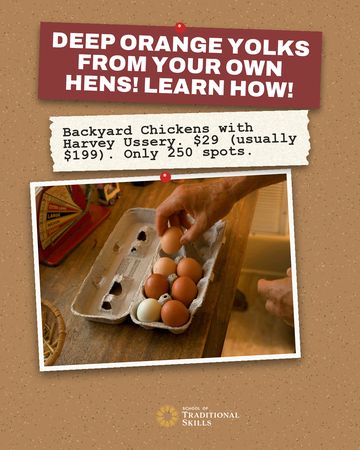 DEEP ORANGE YOLKS
FROM YOUR OWN
HENS! LEARN HOW!
Backyard Chickens with
Harvey Ussery. $29 (usually
$199). Only 250 spots.
SCHOOL OF
TRADITIONAL
SKILLS